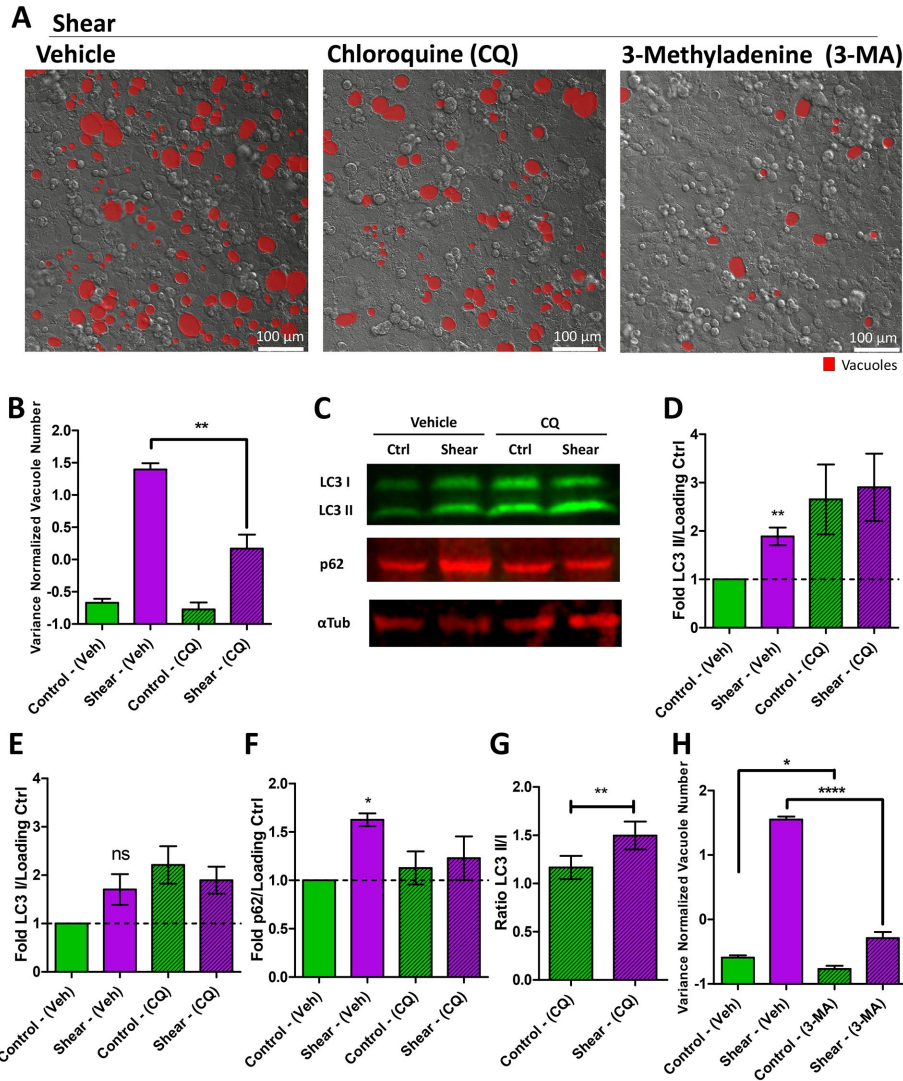 A
Shear
Vehicle
Chloroquine (CQ)
3-Methyladenine (3-MA)
100 µm
100 µm
100 µm
Vacuoles
B
Variance Normalized Vacuole Number
2.0
1.5
1.0
0.5
0.0
-0.5
-1.0
**
Control - (Veh)
Shear - (Veh)
Control - (CQ)
Shear - (CQ)
C
Vehicle
CQ
Ctrl
Shear
Ctrl
Shear
LC3 I
LC3 II
p62
αTub
D
Fold LC3 II/Loading Ctrl
4
3
2
1
0
**
Control - (Veh)
Shear - (Veh)
Control - (CQ)
Shear - (CQ)
E
Fold LC3 I/Loading Ctrl
4
3
2
1
0
ns
Control - (Veh)
Shear - (Veh)
Control - (CQ)
Shear - (CQ)
F
Fold p62/Loading Ctrl
2.0
1.5
1.0
0.5
0.0
*
Control - (Veh)
Shear - (Veh)
Control - (CQ)
Shear - (CQ)
G
Ratio LC3 II/I
2.0
1.5
1.0
0.5
0.0
**
Control - (CQ)
Shear - (CQ)
H
Variance Normalized Vacuole Number
2
1
0
-1
*
****
Control - (Veh)
Shear - (Veh)
Control - (3-MA)
Shear - (3-MA)